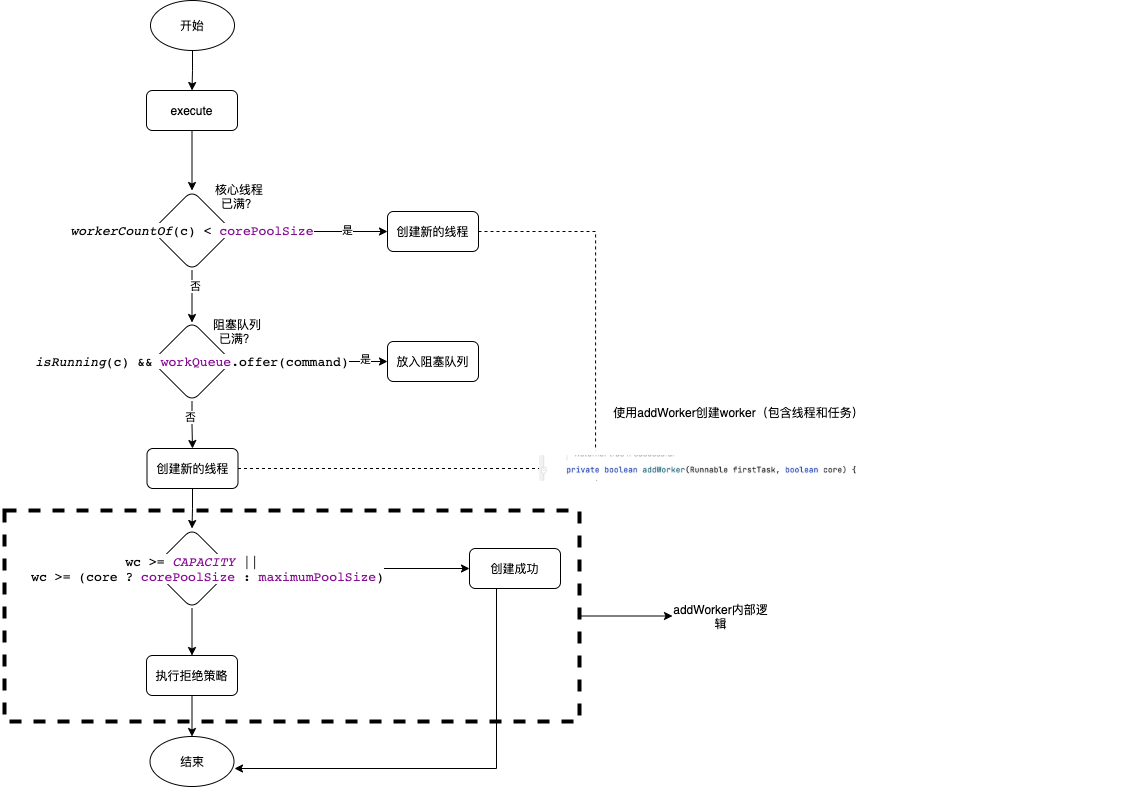 开始
execute
核心线程
已满？
workerCountOf(c) < corePoolSize
是
创建新的线程
否
阻塞队列
已满？
isRunning(c) && workQueue.offer(command)
是
放入阻塞队列
否
使用addWorker创建worker（包含线程和任务）
创建新的线程
private boolean addWorker(Runnable firstTask, boolean core) {
wc >= CAPACITY ||
wc >= (core ? corePoolSize : maximumPoolSize)
创建成功
addWorker内部逻
辑
执行拒绝策略
结束